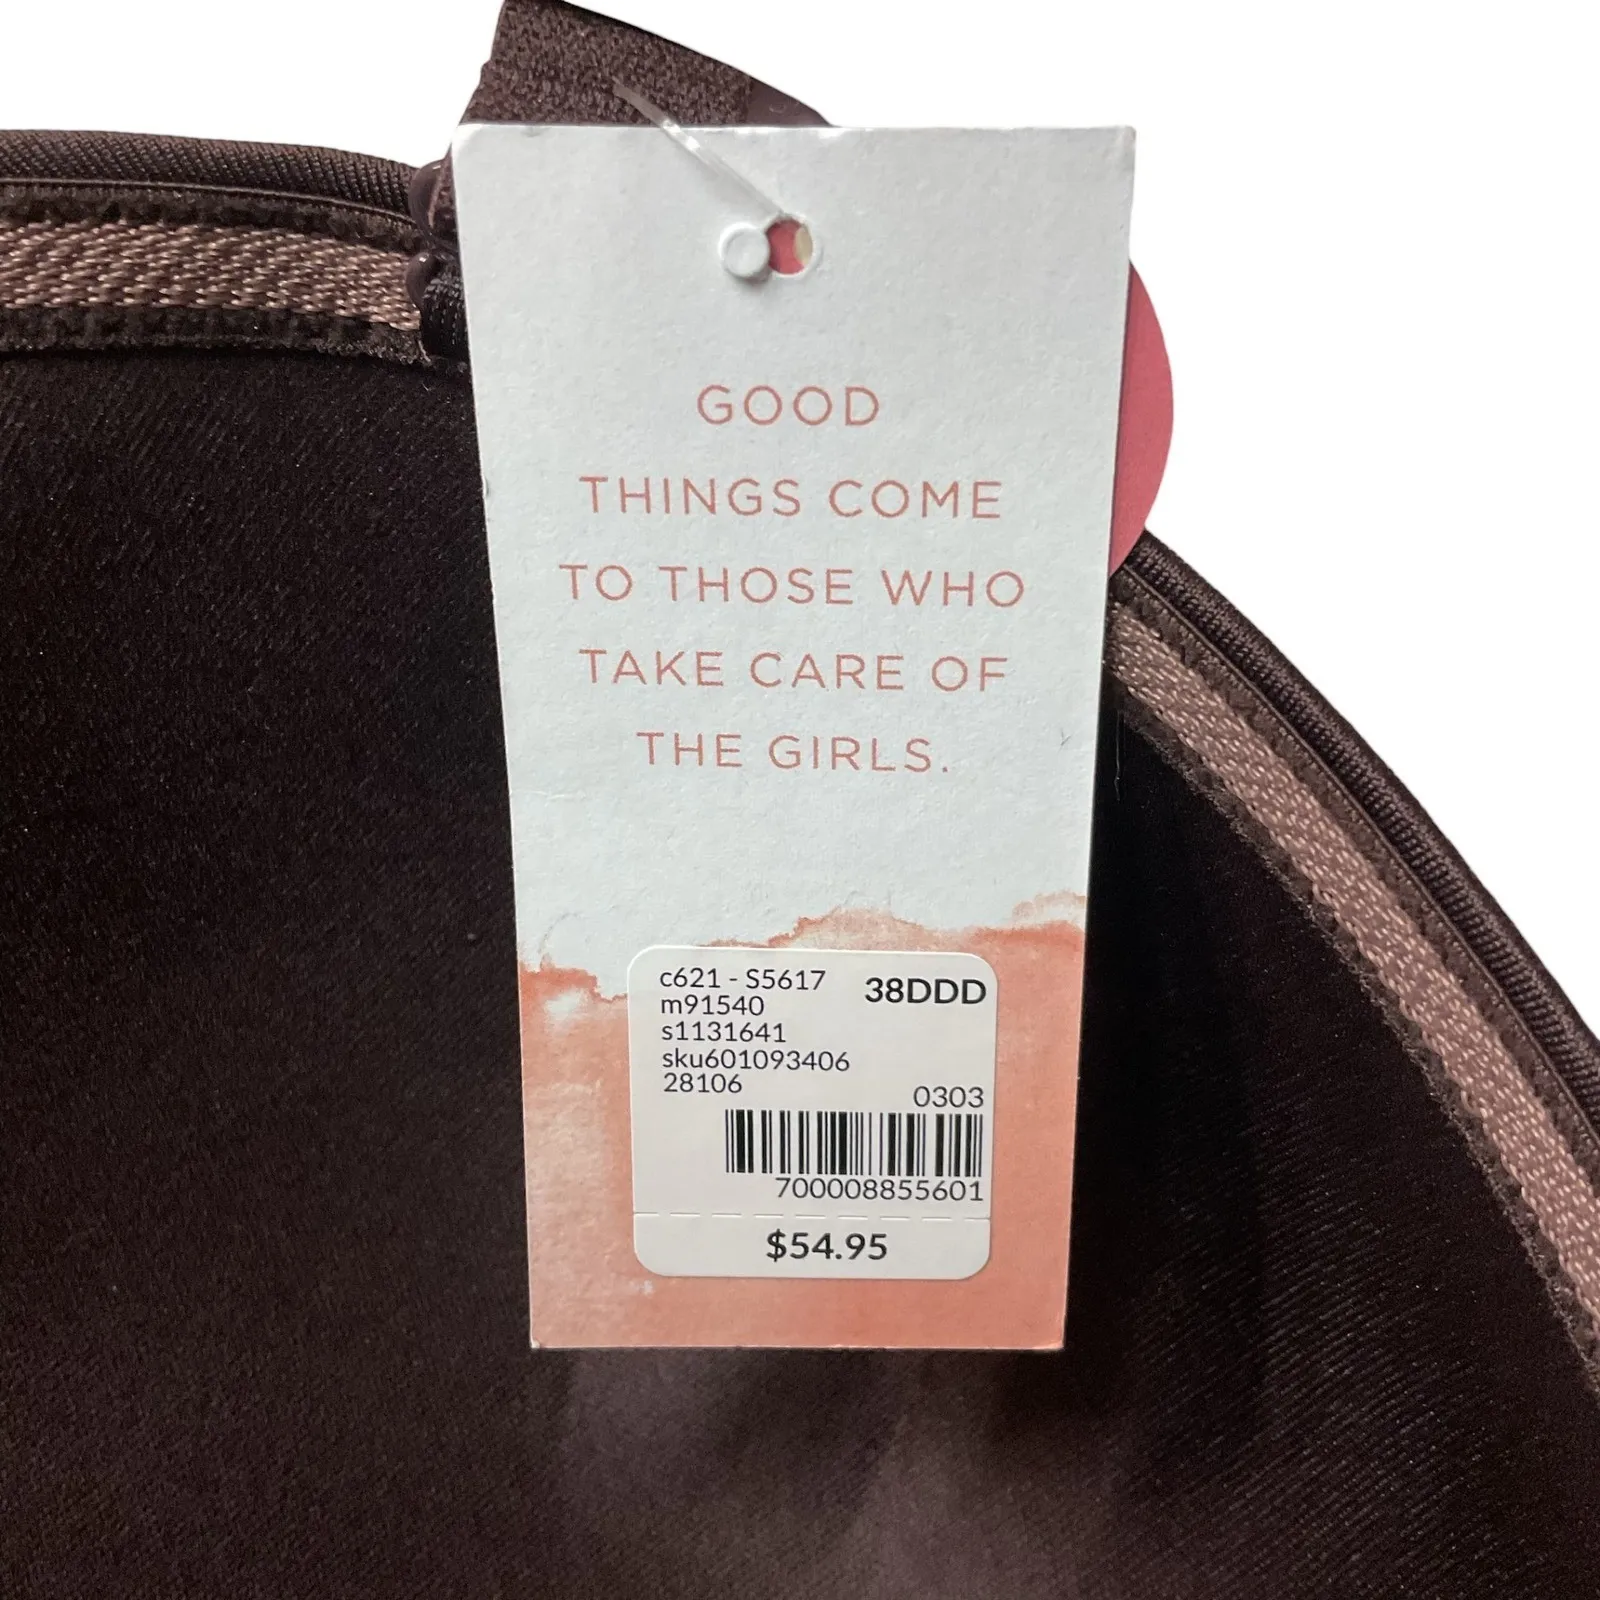 GOOD
THINGS COME
TO THOSE WHO
TAKE CARE OF
THE GIRLS.
c621 - S5617 38DDD
m91540
s1131641
sku601093406
28106
0303
700008855601
$54.95